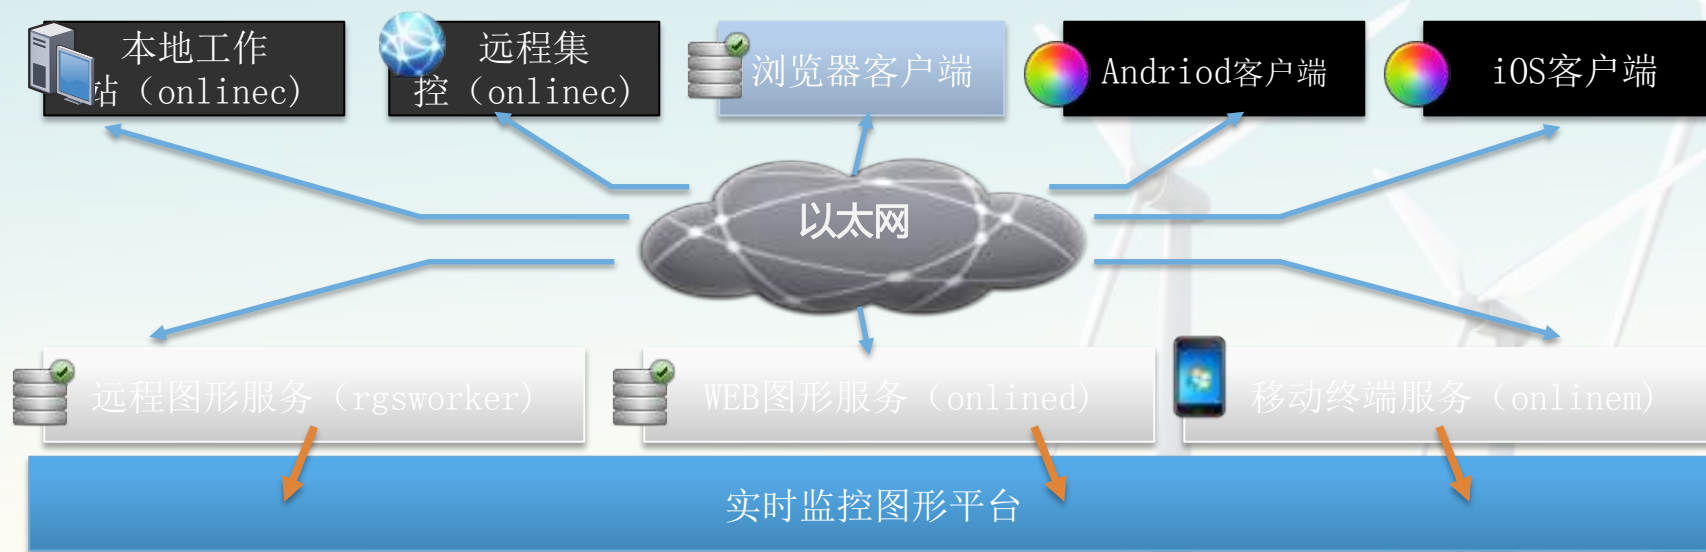 本地工作
站（onlinec）
远程集
控（onlinec）
浏览器客户端
Andriod客户端
iOS客户端
以太网
远程图形服务（rgsworker）
WEB图形服务（onlined）
移动终端服务（onlinem）
实时监控图形平台